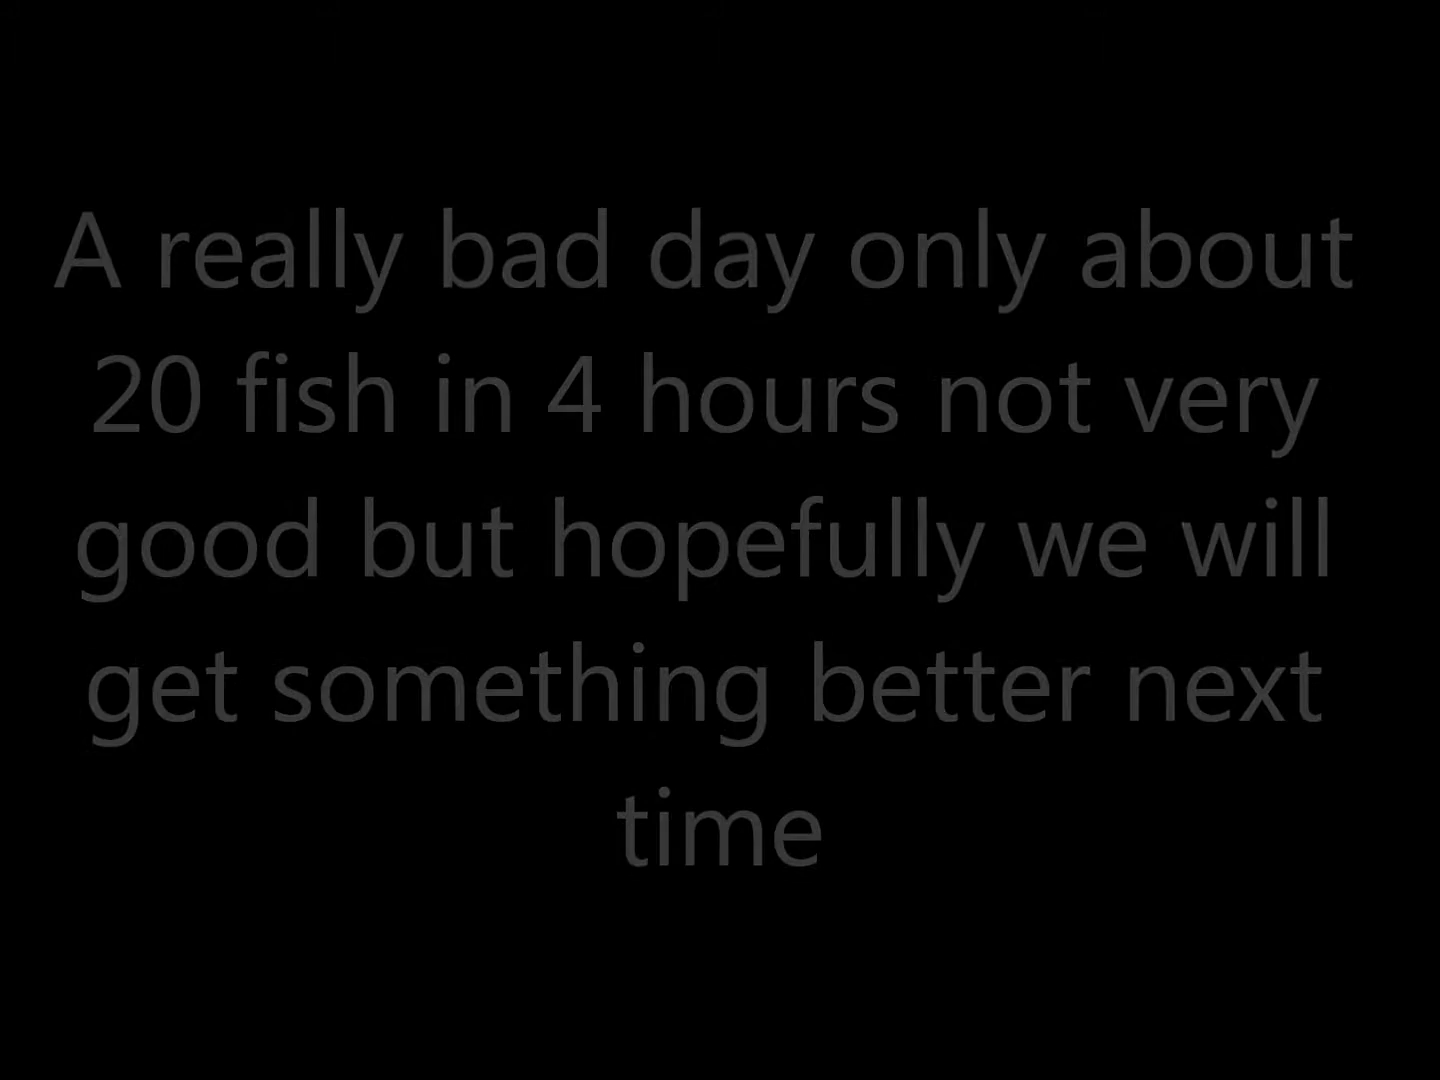 A really bad day only about
20 fish in 4 hours not very
good but hopefully we will
get something better next
time